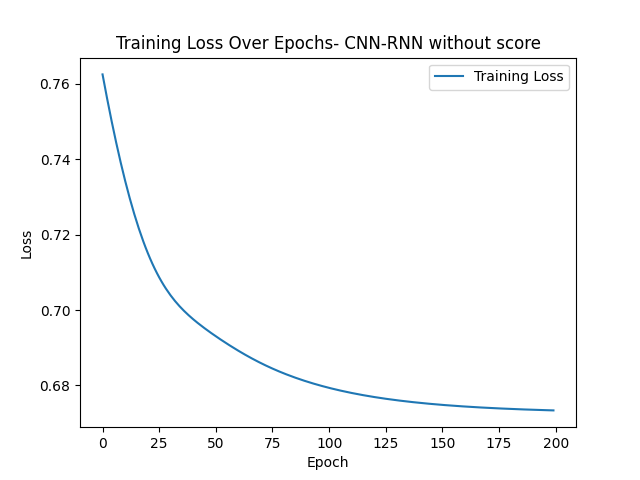 Training Loss Over Epochs- CNN-RNN without score
Training Loss
0.76
0.74
0.72
0.70
0.68
Loss
0 25 50 75 100 125 150 175 200
Epoch